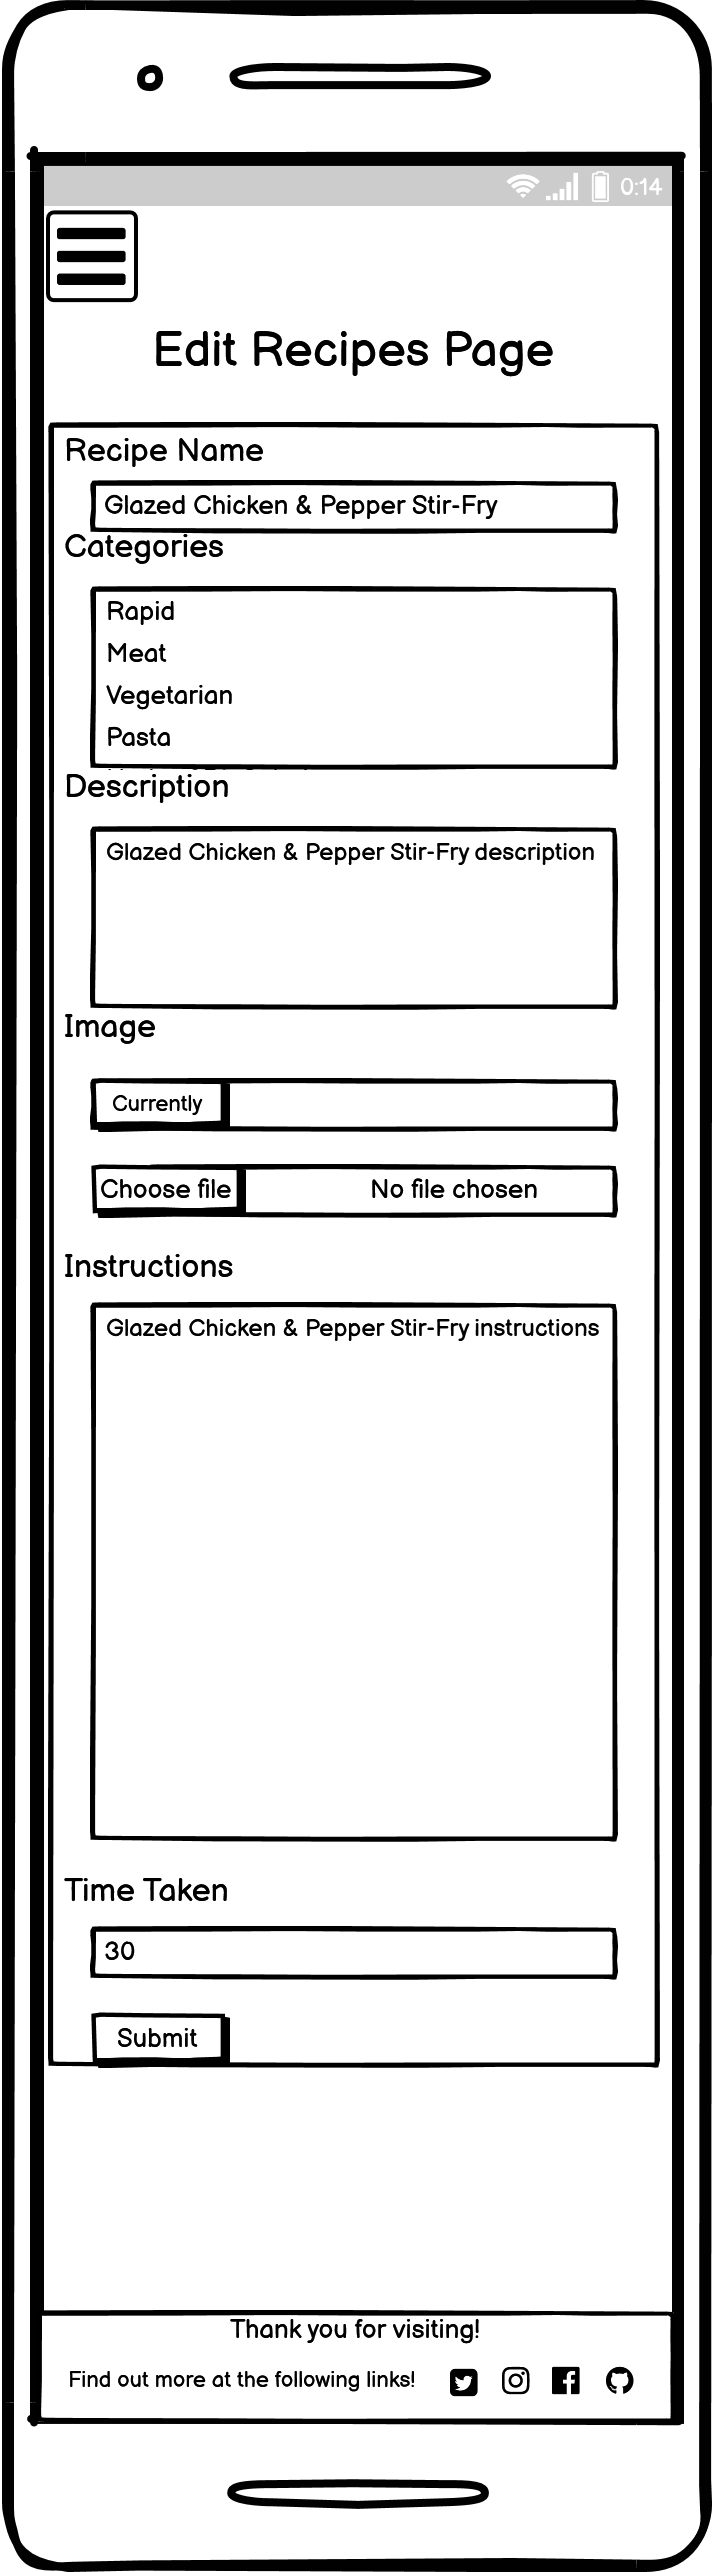 0:14
Edit Recipes Page
Recipe Name
Glazed Chicken & Pepper Stir-Fry
Categories
Rapid
Meat
Vegetarian
Pasta
Description
Glazed Chicken & Pepper Stir-Fry description
Image
Currently
Choose file No file chosen
Instructions
Glazed Chicken & Pepper Stir-Fry instructions
Time Taken
30
Submit
Thank you for visiting!
Find out more at the following links!